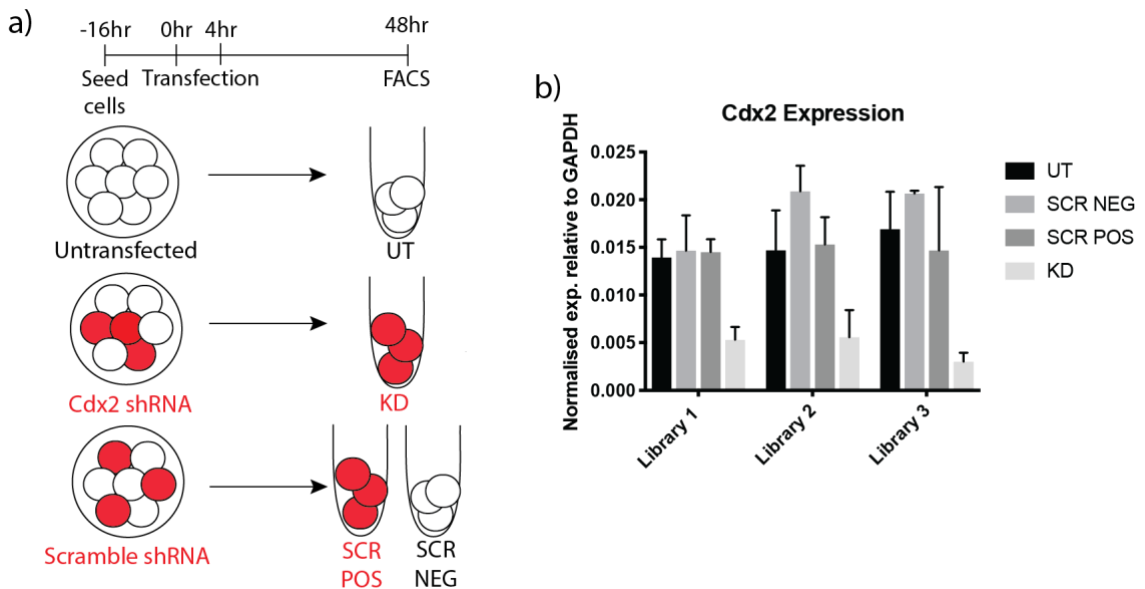 a)
-16hr 0hr 4hr 48hr
Seed cells
Transfection
FACS
Untransfected
UT
Cdx2 shRNA
KD
Scramble shRNA
SCR POS
SCR NEG
b)
Cdx2 Expression
Normalised exp. relative to GAPDH
0.025
0.020
0.015
0.010
0.005
0.000
Library 1
Library 2
Library 3
UT
SCR NEG
SCR POS
KD